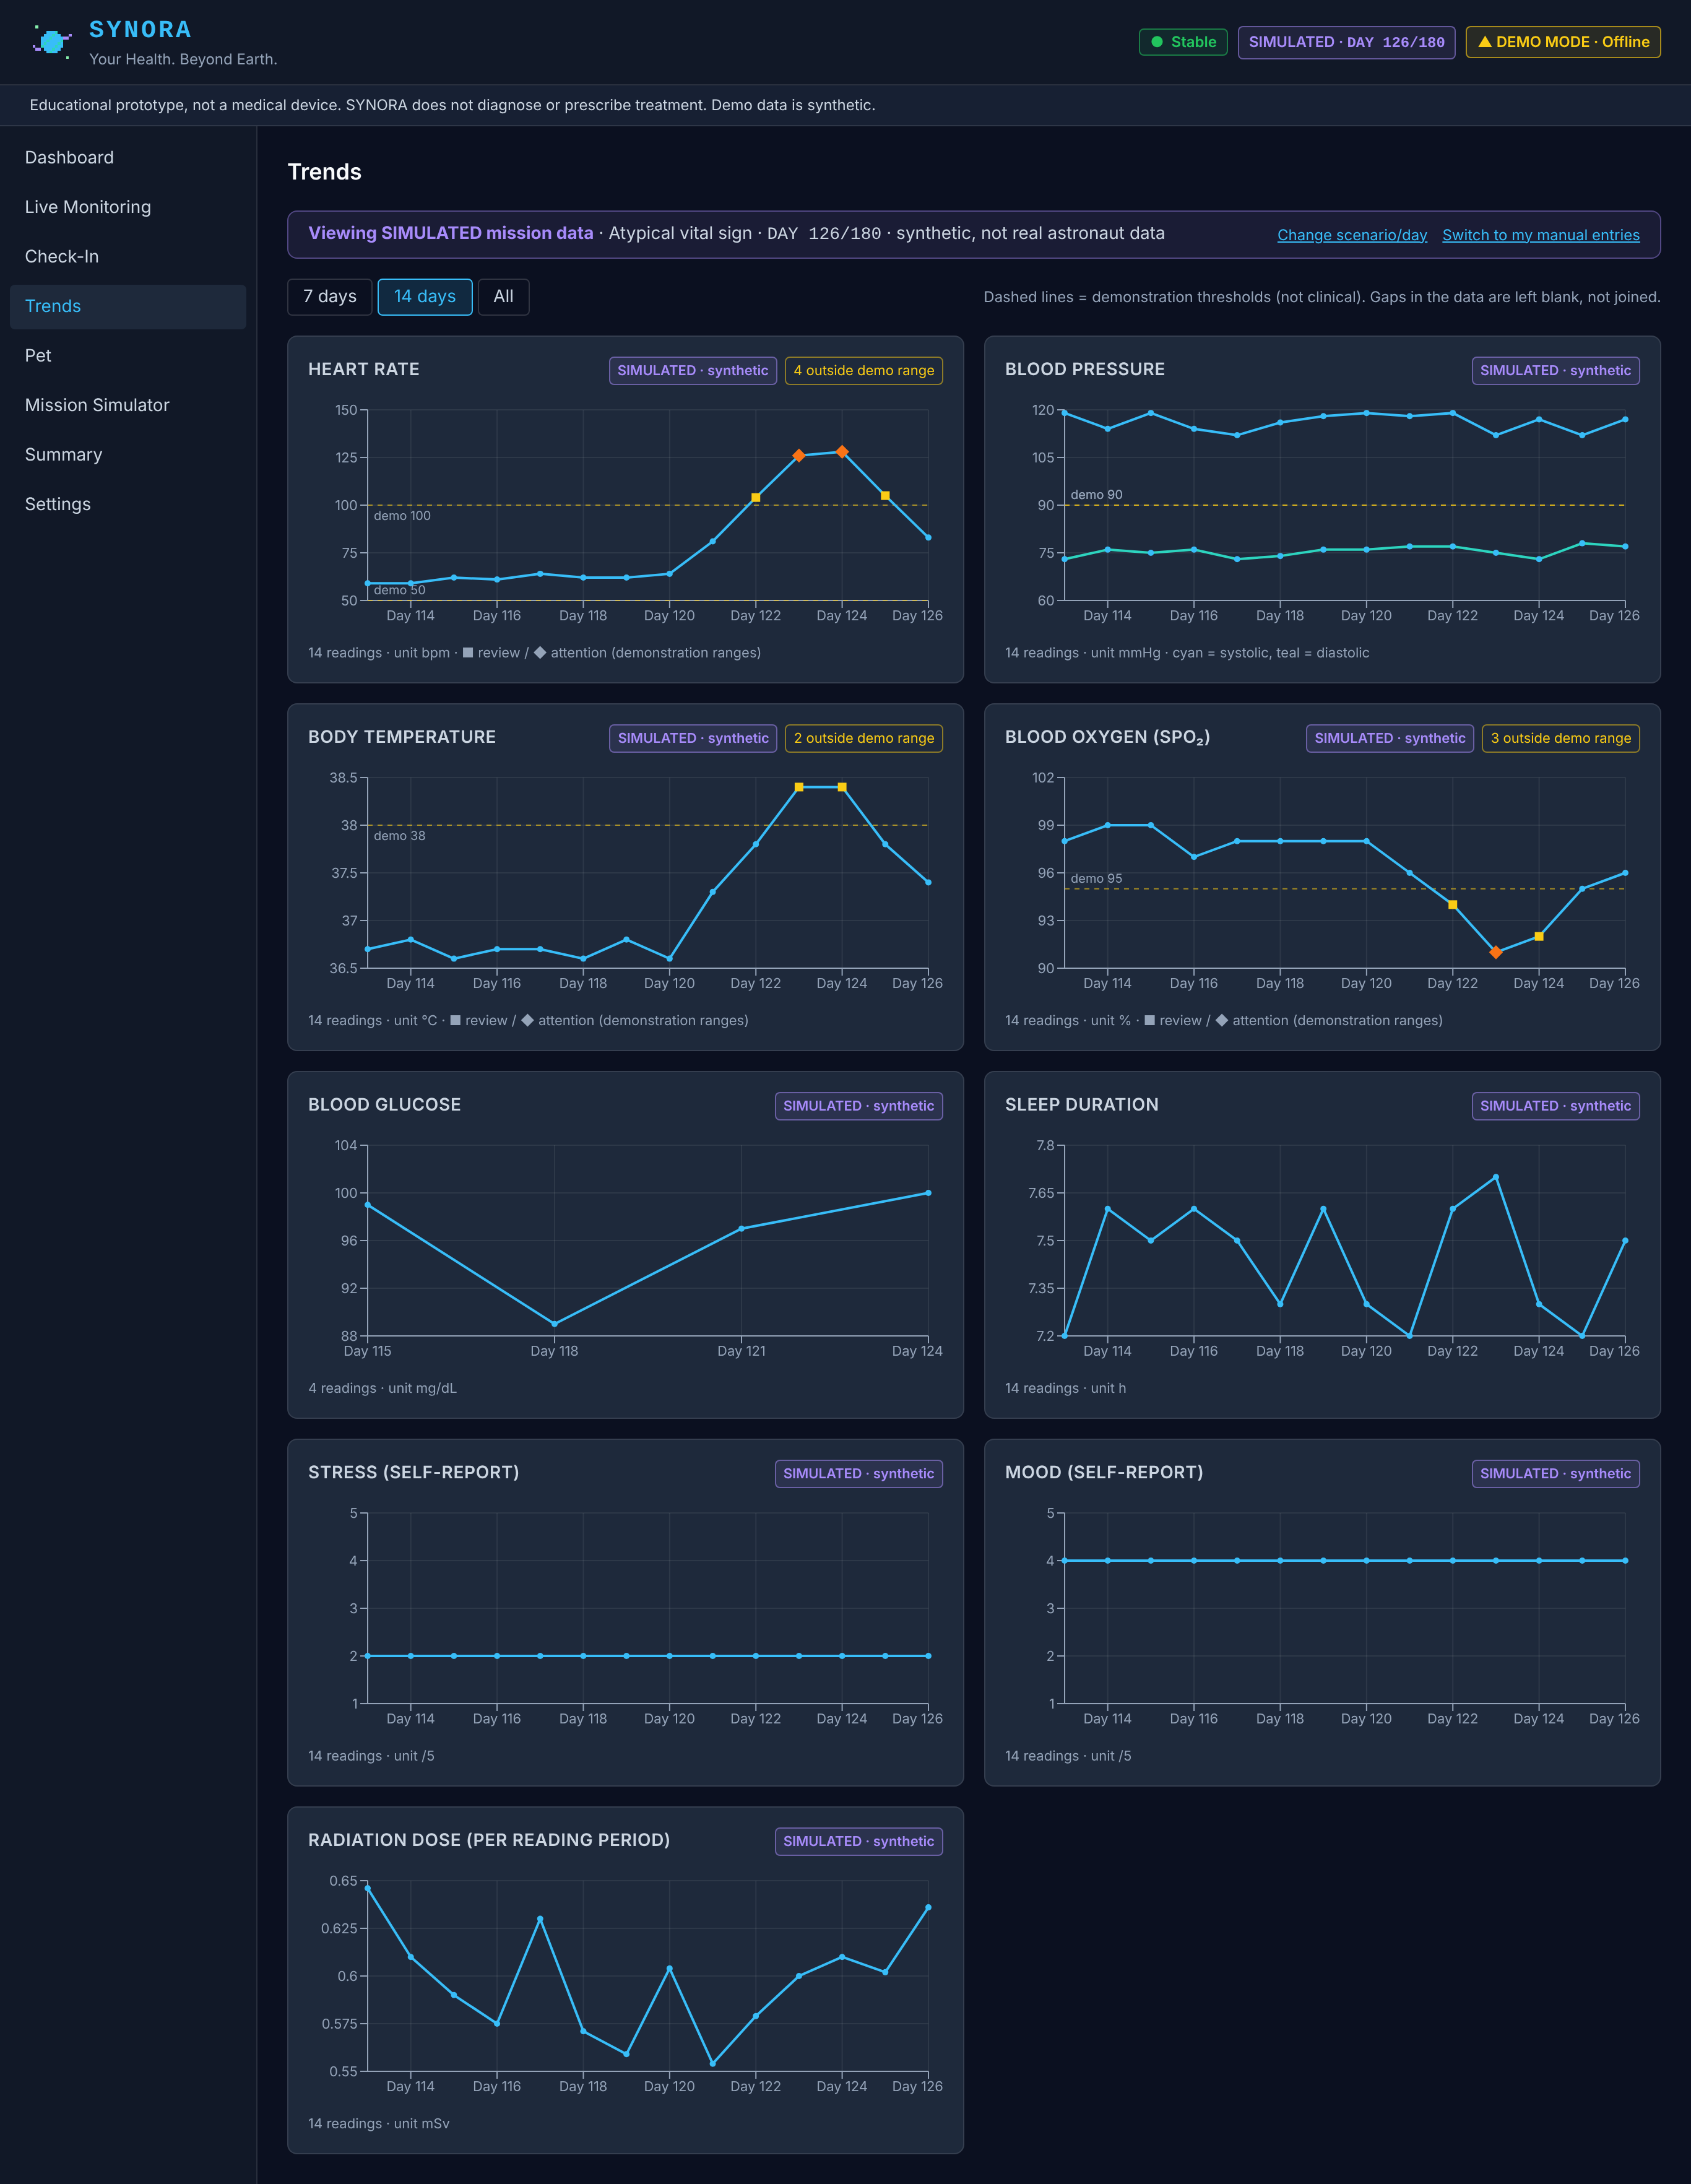 SYNORA
Your Health. Beyond Earth.
● Stable
SIMULATED · DAY 126/180
▲ DEMO MODE · Offline
Educational prototype, not a medical device. SYNORA does not diagnose or prescribe treatment. Demo data is synthetic.
Dashboard
Live Monitoring
Check-In
Trends
Pet
Mission Simulator
Summary
Settings
Trends
Viewing SIMULATED mission data · Atypical vital sign · DAY 126/180 · synthetic, not real astronaut data
Change scenario/day
Switch to my manual entries
7 days
14 days
All
Dashed lines = demonstration thresholds (not clinical). Gaps in the data are left blank, not joined.
HEART RATE
SIMULATED · synthetic
4 outside demo range
150
125
100
75
50
demo 100
demo 50
Day 114 Day 116 Day 118 Day 120 Day 122 Day 124 Day 126
14 readings · unit bpm · ■ review / ◆ attention (demonstration ranges)
BLOOD PRESSURE
SIMULATED · synthetic
120
105
90
75
60
demo 90
Day 114 Day 116 Day 118 Day 120 Day 122 Day 124 Day 126
14 readings · unit mmHg · cyan = systolic, teal = diastolic
BODY TEMPERATURE
SIMULATED · synthetic
2 outside demo range
38.5
38
37.5
37
36.5
demo 38
Day 114 Day 116 Day 118 Day 120 Day 122 Day 124 Day 126
14 readings · unit °C · ■ review / ◆ attention (demonstration ranges)
BLOOD OXYGEN (SPO₂)
SIMULATED · synthetic
3 outside demo range
102
99
96
93
90
demo 95
Day 114 Day 116 Day 118 Day 120 Day 122 Day 124 Day 126
14 readings · unit % · ■ review / ◆ attention (demonstration ranges)
BLOOD GLUCOSE
SIMULATED · synthetic
104
100
96
92
88
Day 115 Day 118 Day 121 Day 124
4 readings · unit mg/dL
SLEEP DURATION
SIMULATED · synthetic
7.8
7.65
7.5
7.35
7.2
Day 114 Day 116 Day 118 Day 120 Day 122 Day 124 Day 126
14 readings · unit h
STRESS (SELF-REPORT)
SIMULATED · synthetic
5
4
3
2
1
Day 114 Day 116 Day 118 Day 120 Day 122 Day 124 Day 126
14 readings · unit /5
MOOD (SELF-REPORT)
SIMULATED · synthetic
5
4
3
2
1
Day 114 Day 116 Day 118 Day 120 Day 122 Day 124 Day 126
14 readings · unit /5
RADIATION DOSE (PER READING PERIOD)
SIMULATED · synthetic
0.65
0.625
0.6
0.575
0.55
Day 114 Day 116 Day 118 Day 120 Day 122 Day 124 Day 126
14 readings · unit mSv